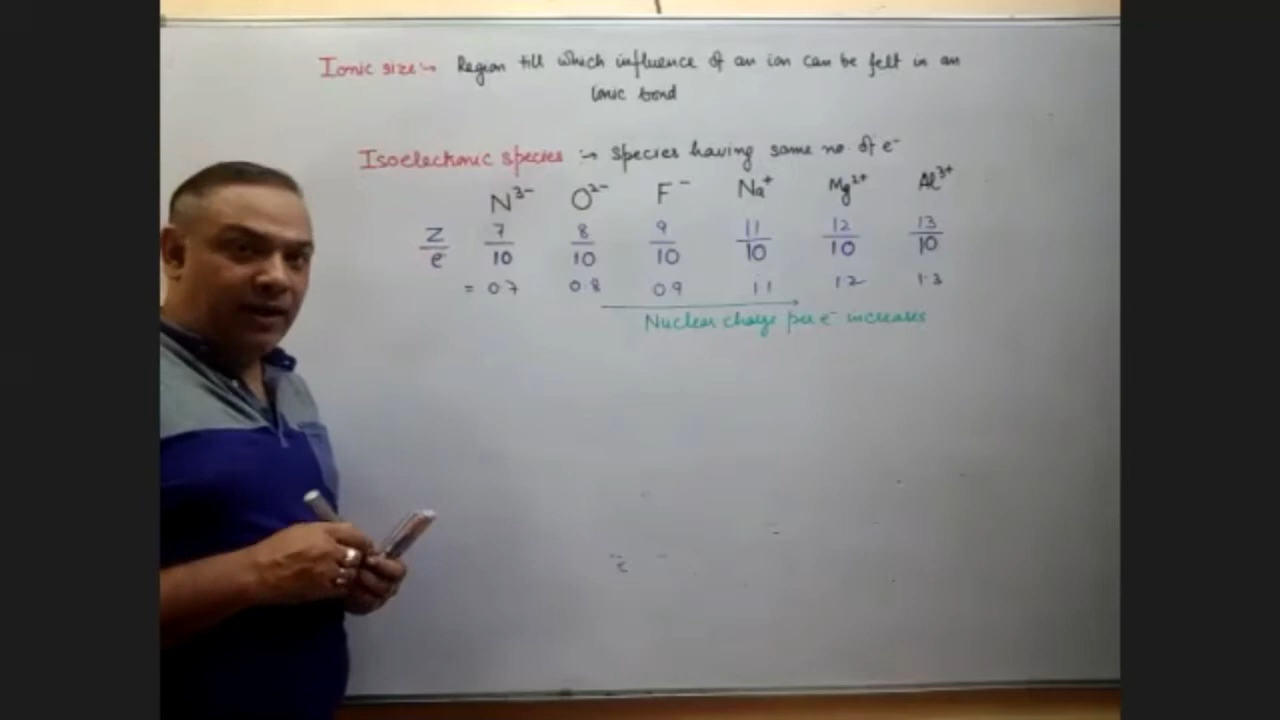 Ionic size :→ Region till which influence of an ion can be felt in an
ionic bond
Isoelectronic species :→ species having same no. of e⁻
N³⁻ O²⁻ F⁻ Na⁺ Mg²⁺ Al³⁺
Z/e 7/10 8/10 9/10 11/10 12/10 13/10
= 0.7 0.8 0.9 1.1 1.2 1.3
Nuclear charge per e⁻ increases